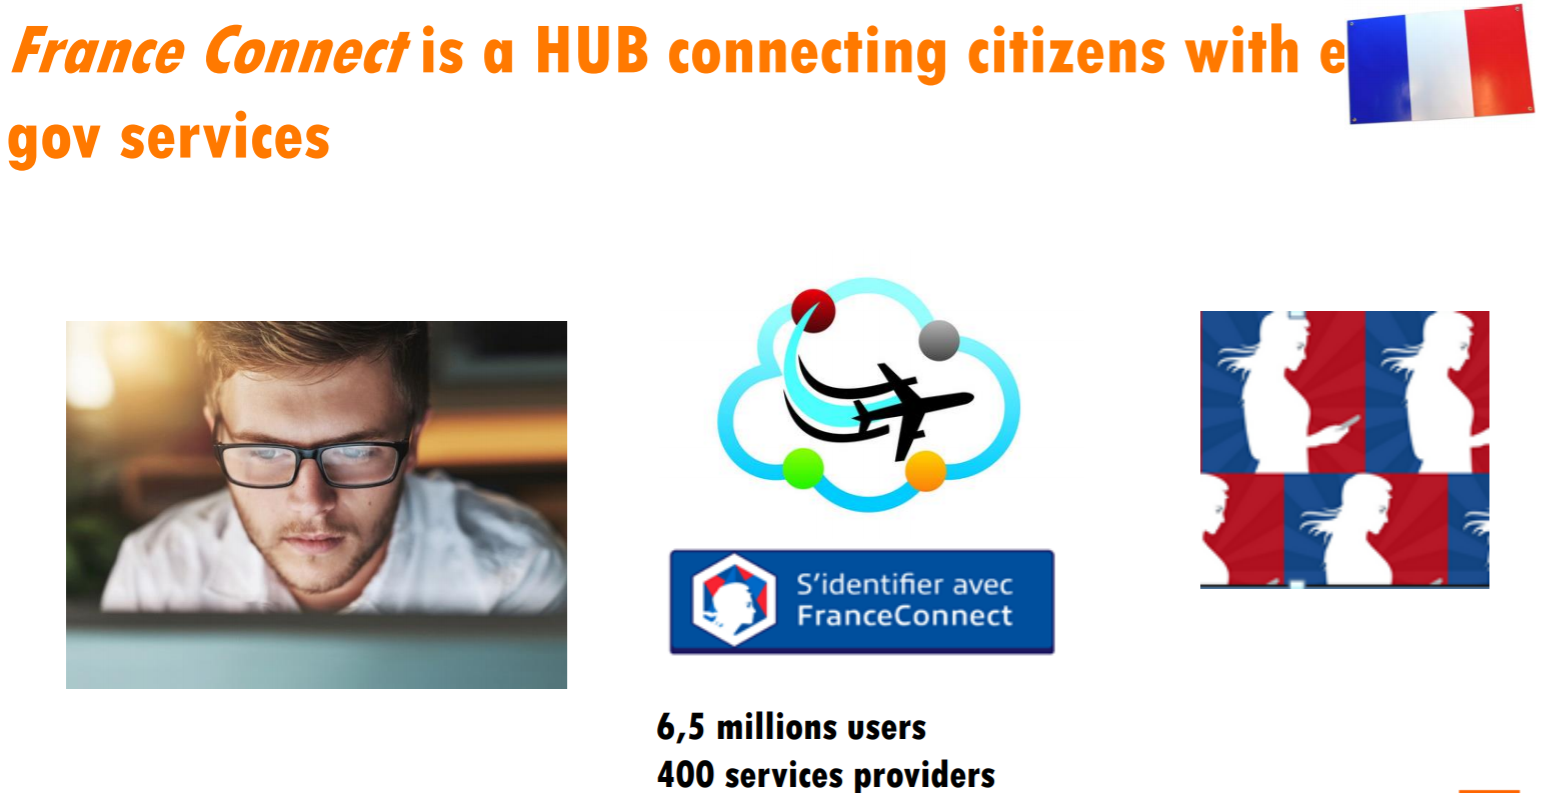 France Connect is a HUB connecting citizens with e
gov services
S'identifier avec
FranceConnect
6,5 millions users
400 services providers